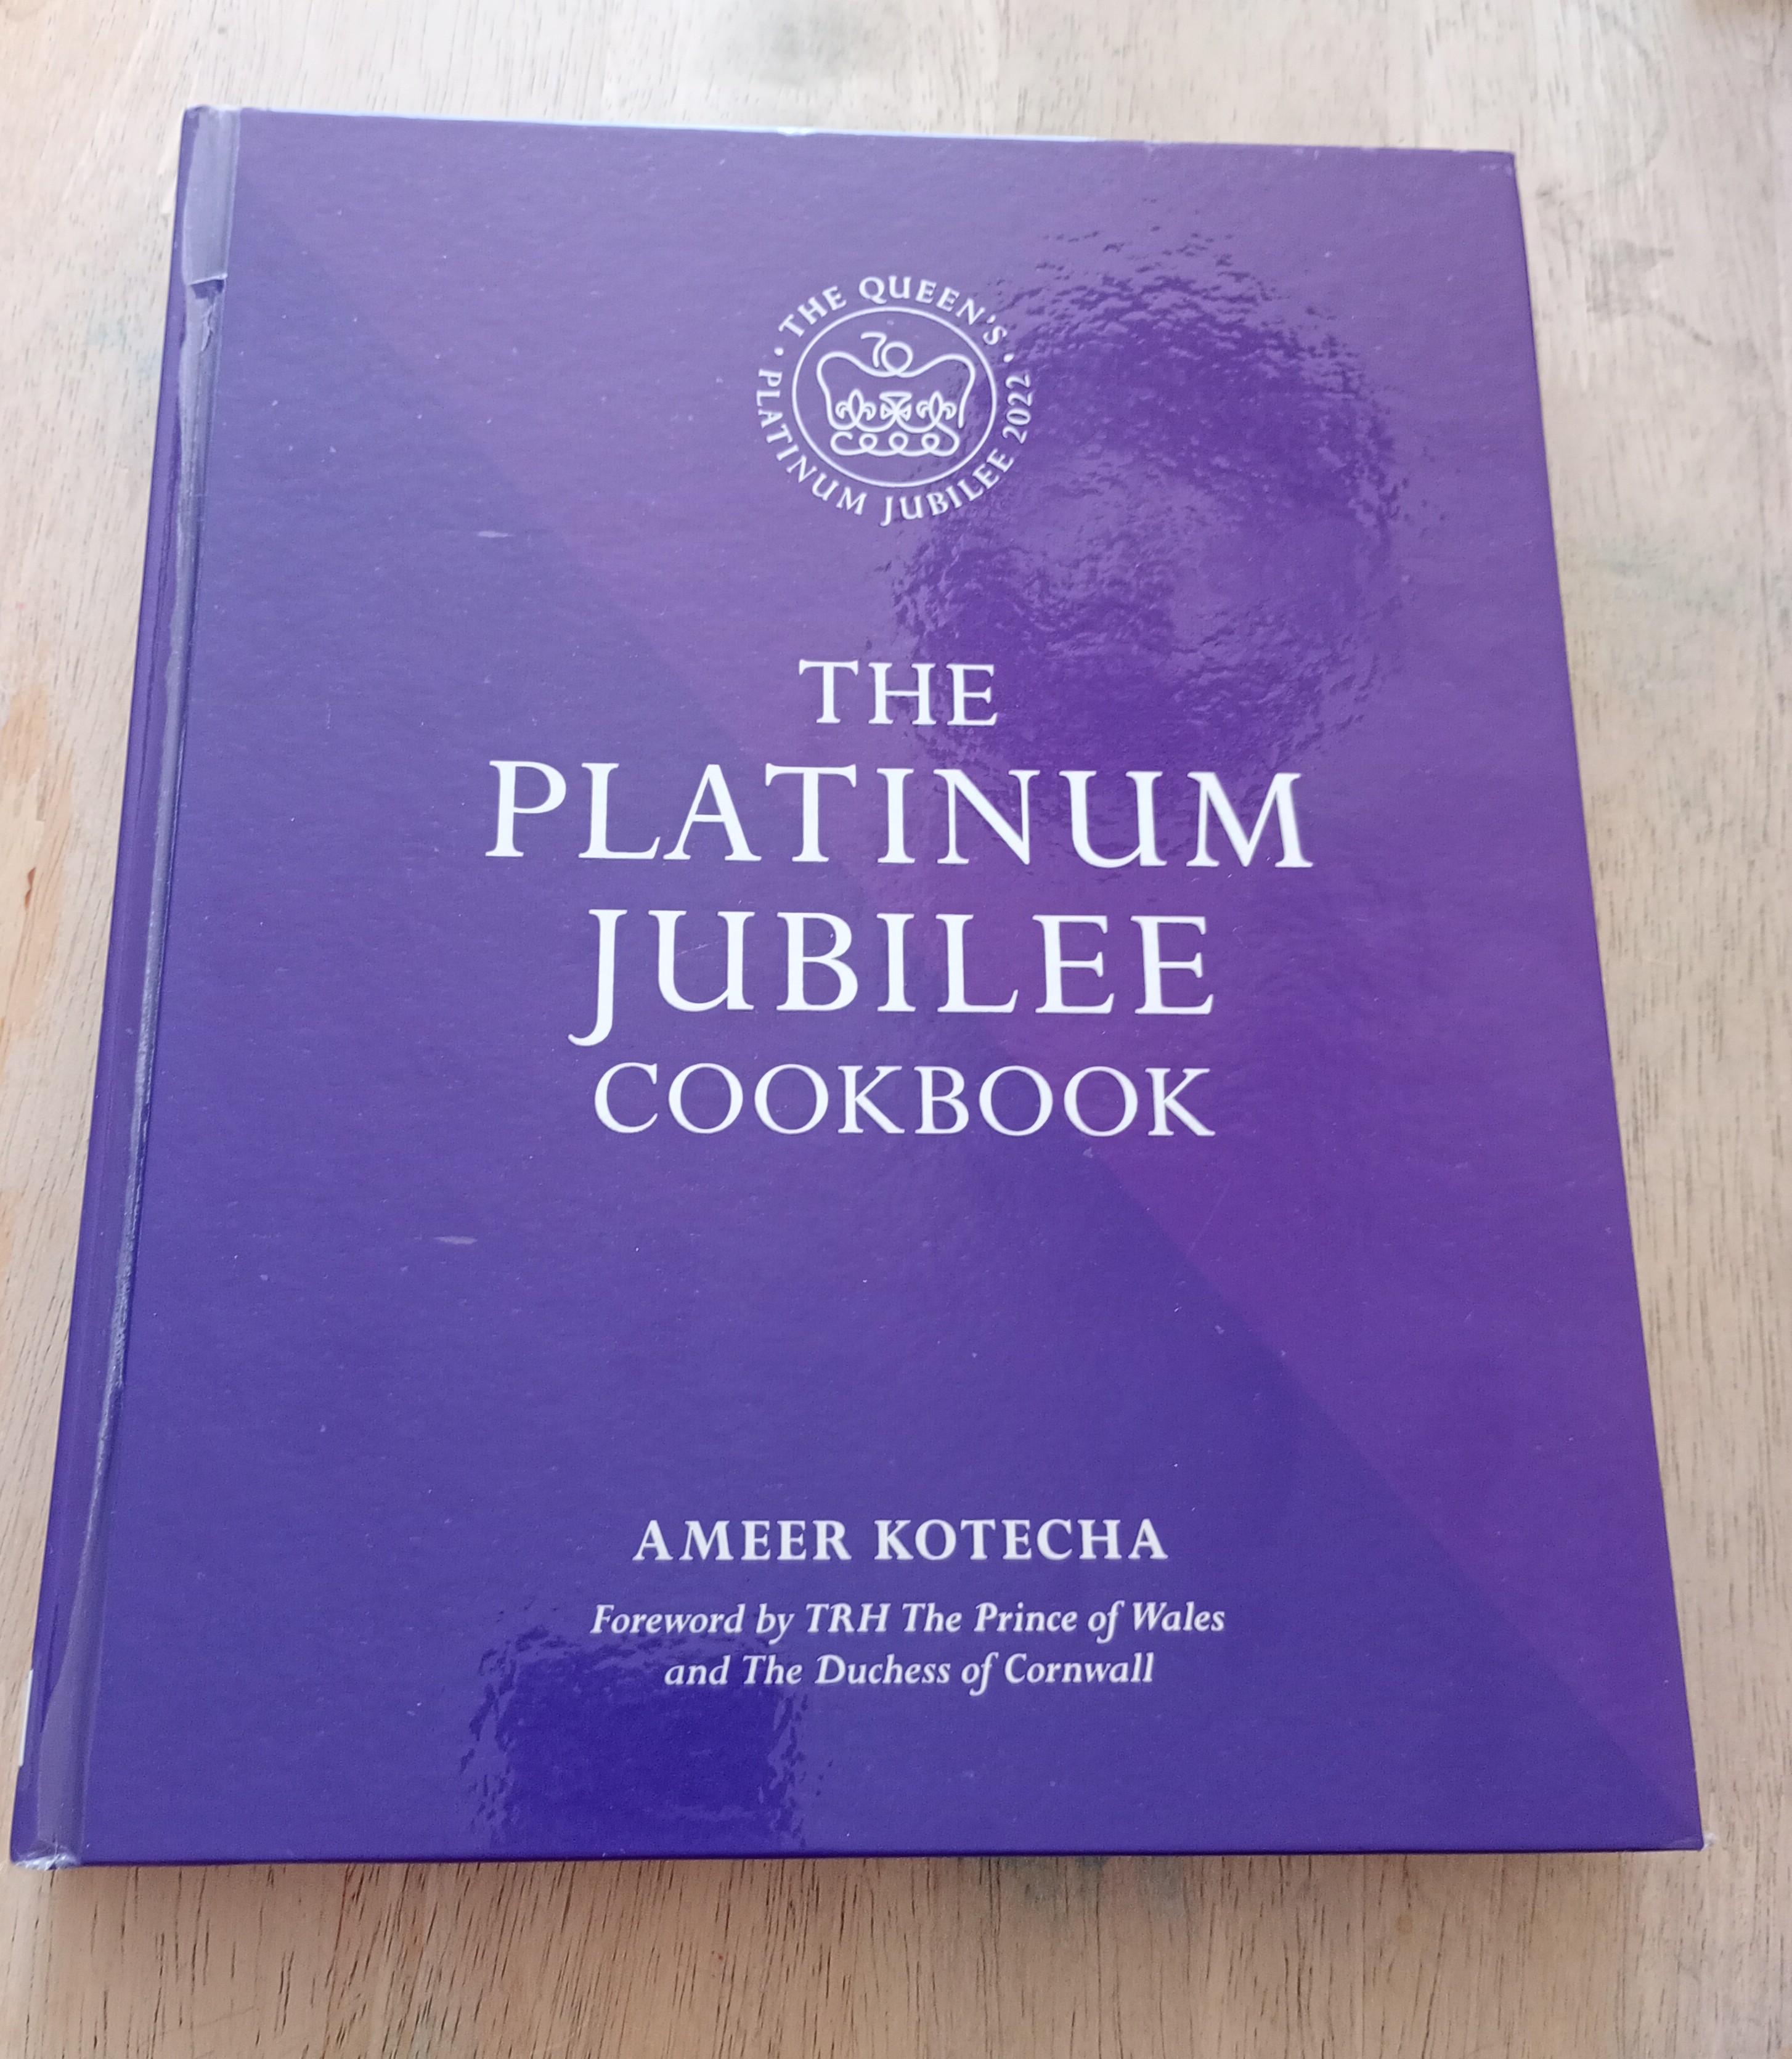 THE QUEEN'S
PLATINUM JUBILEE 2022
70
THE
PLATINUM
JUBILEE
COOKBOOK
AMEER KOTECHA
Foreword by TRH The Prince of Wales
and The Duchess of Cornwall